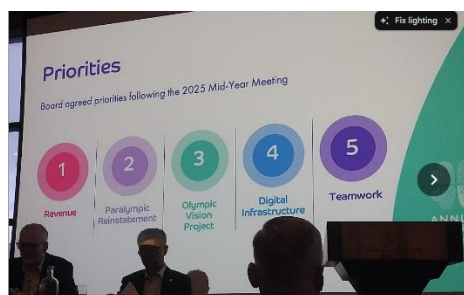 Fix lighting
Priorities
Board agreed priorities following the 2025 Mid-Year Meeting
1
2
3
4
5
Revenue
Paralympic
Reinstatement
Olympic
Vision
Project
Digital
Infrastructure
Teamwork